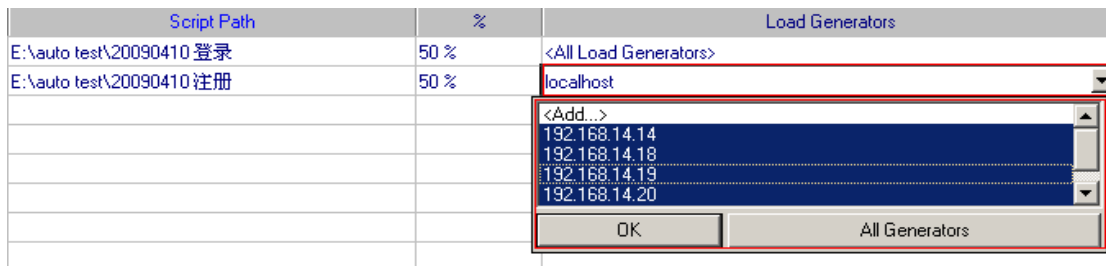 Script Path % Load Generators
E:\auto test\20090410 登录 50 % <All Load Generators>
E:\auto test\20090410 注册 50 % localhost
<Add...>
192.168.14.14
192.168.14.18
192.168.14.19
192.168.14.20
OK All Generators